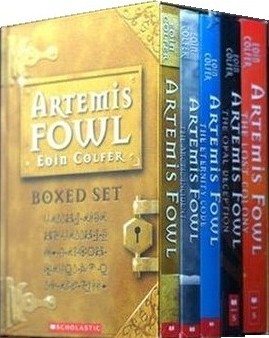 ARTEMIS
FOWL
EOIN COLFER
BOXED SET
SCHOLASTIC
EOIN COLFER
ARTEMIS FOWL
EOIN COLFER
ARTEMIS FOWL
EOIN COLFER
ARTEMIS FOWL
THE ETERNITY CODE
EOIN COLFER
ARTEMIS FOWL
THE OPAL DECEPTION
EOIN COLFER
ARTEMIS FOWL
THE LOST COLONY